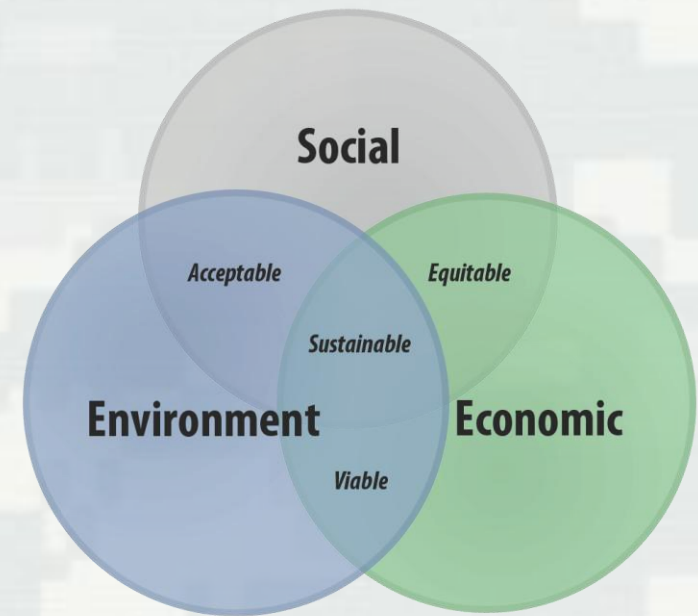 Social
Acceptable
Equitable
Sustainable
Environment
Economic
Viable